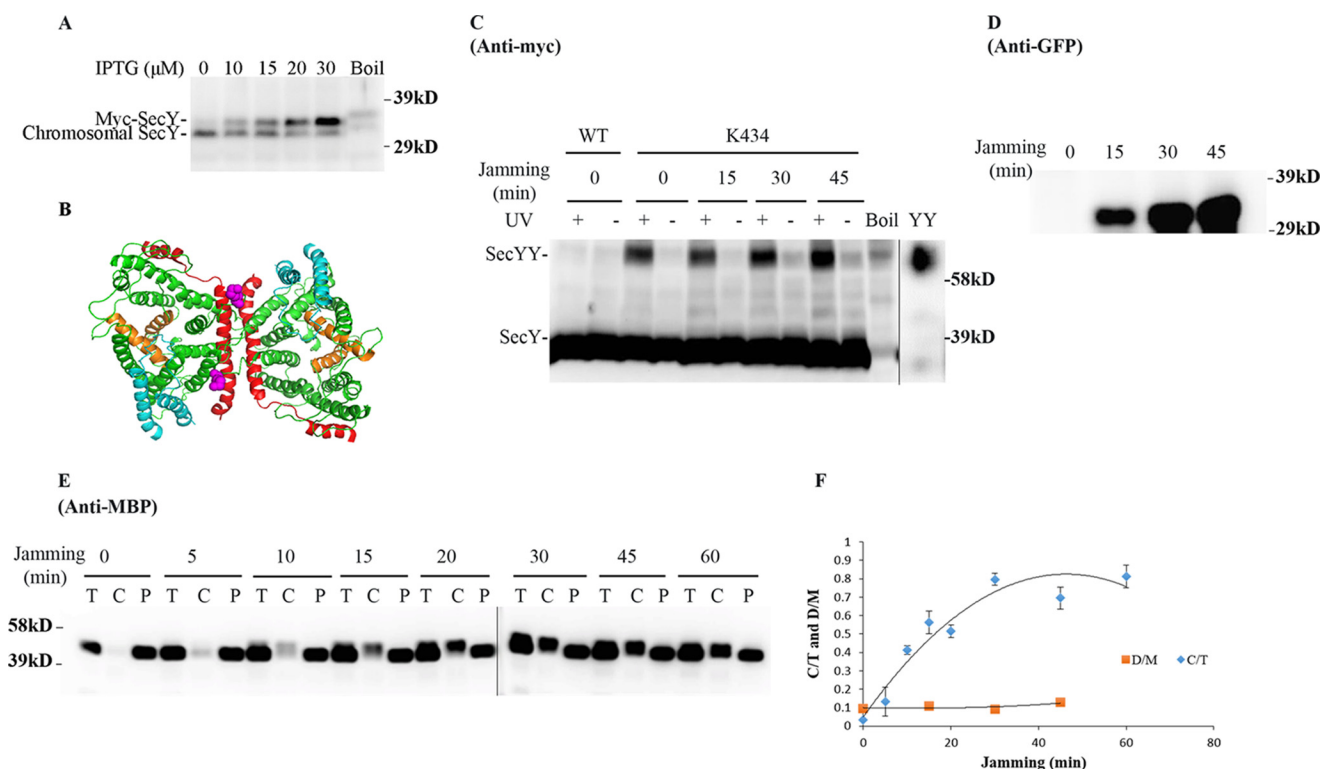 A
IPTG (μM) 0 10 15 20 30 Boil
-39kD
Myc-SecY-
Chromosomal SecY-
-29kD
B
C
(Anti-myc)
WT K434
Jamming (min) 0 0 15 30 45
UV + - + - + - + - + - Boil YY
SecYY-
-58kD
SecY-
-39kD
D
(Anti-GFP)
Jamming (min) 0 15 30 45
-39kD
-29kD
E
(Anti-MBP)
Jamming (min) 0 5 10 15 20 30 45 60
T C P T C P T C P T C P T C P T C P T C P T C P
58kD -
39kD -
F
C/T and D/M
1
0.9
0.8
0.7
0.6
0.5
0.4
0.3
0.2
0.1
0
D/M C/T
0 20 40 60 80
Jamming (min)